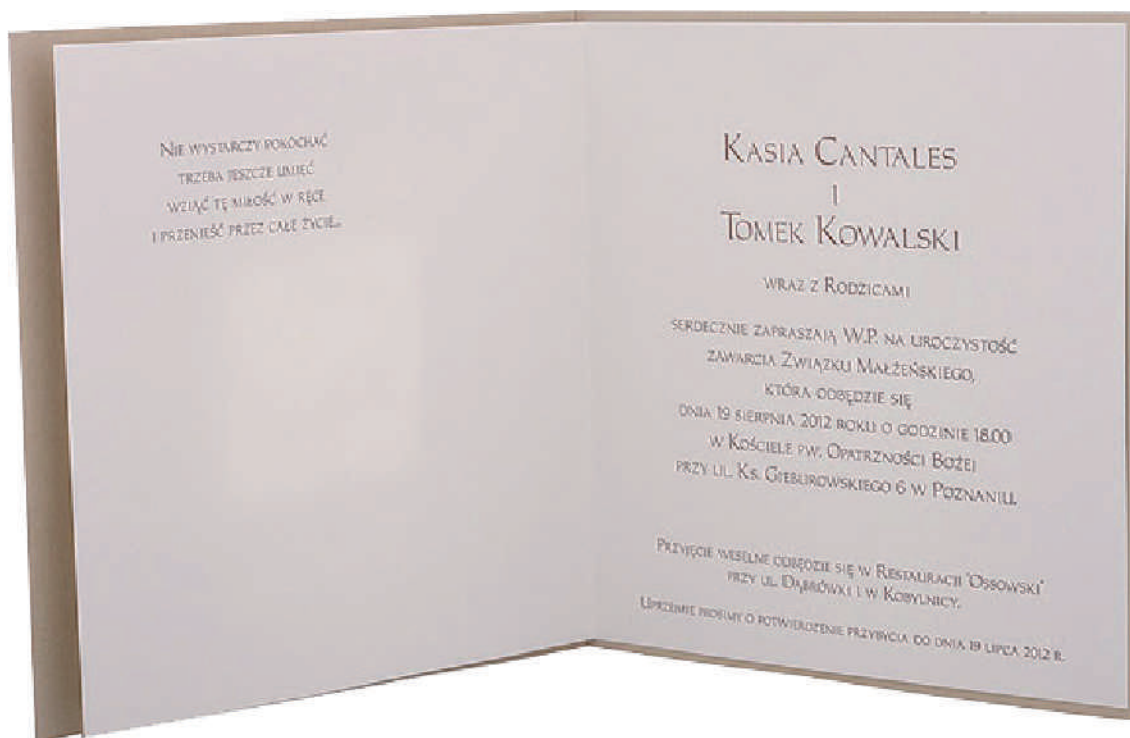 Nie wystarczy pokochać
trzeba jeszcze umieć
wziąć tę miłość w ręce
i przenieść przez całe życie...
Kasia Cantales
i
Tomek Kowalski
wraz z Rodzicami
serdecznie zapraszają W.P. na uroczystość
zawarcia Związku Małżeńskiego,
która odbędzie się
dnia 19 sierpnia 2012 roku o godzinie 18.00
w Kościele pw. Opatrzności Bożej
przy ul. Ks. Gieburowskiego 6 w Poznaniu.
Przyjęcie weselne odbędzie się w Restauracji "Ossowski"
przy ul. Dąbrówki 1 w Kobylnicy.
Uprzejmie prosimy o potwierdzenie przybycia do dnia 19 lipca 2012 r.